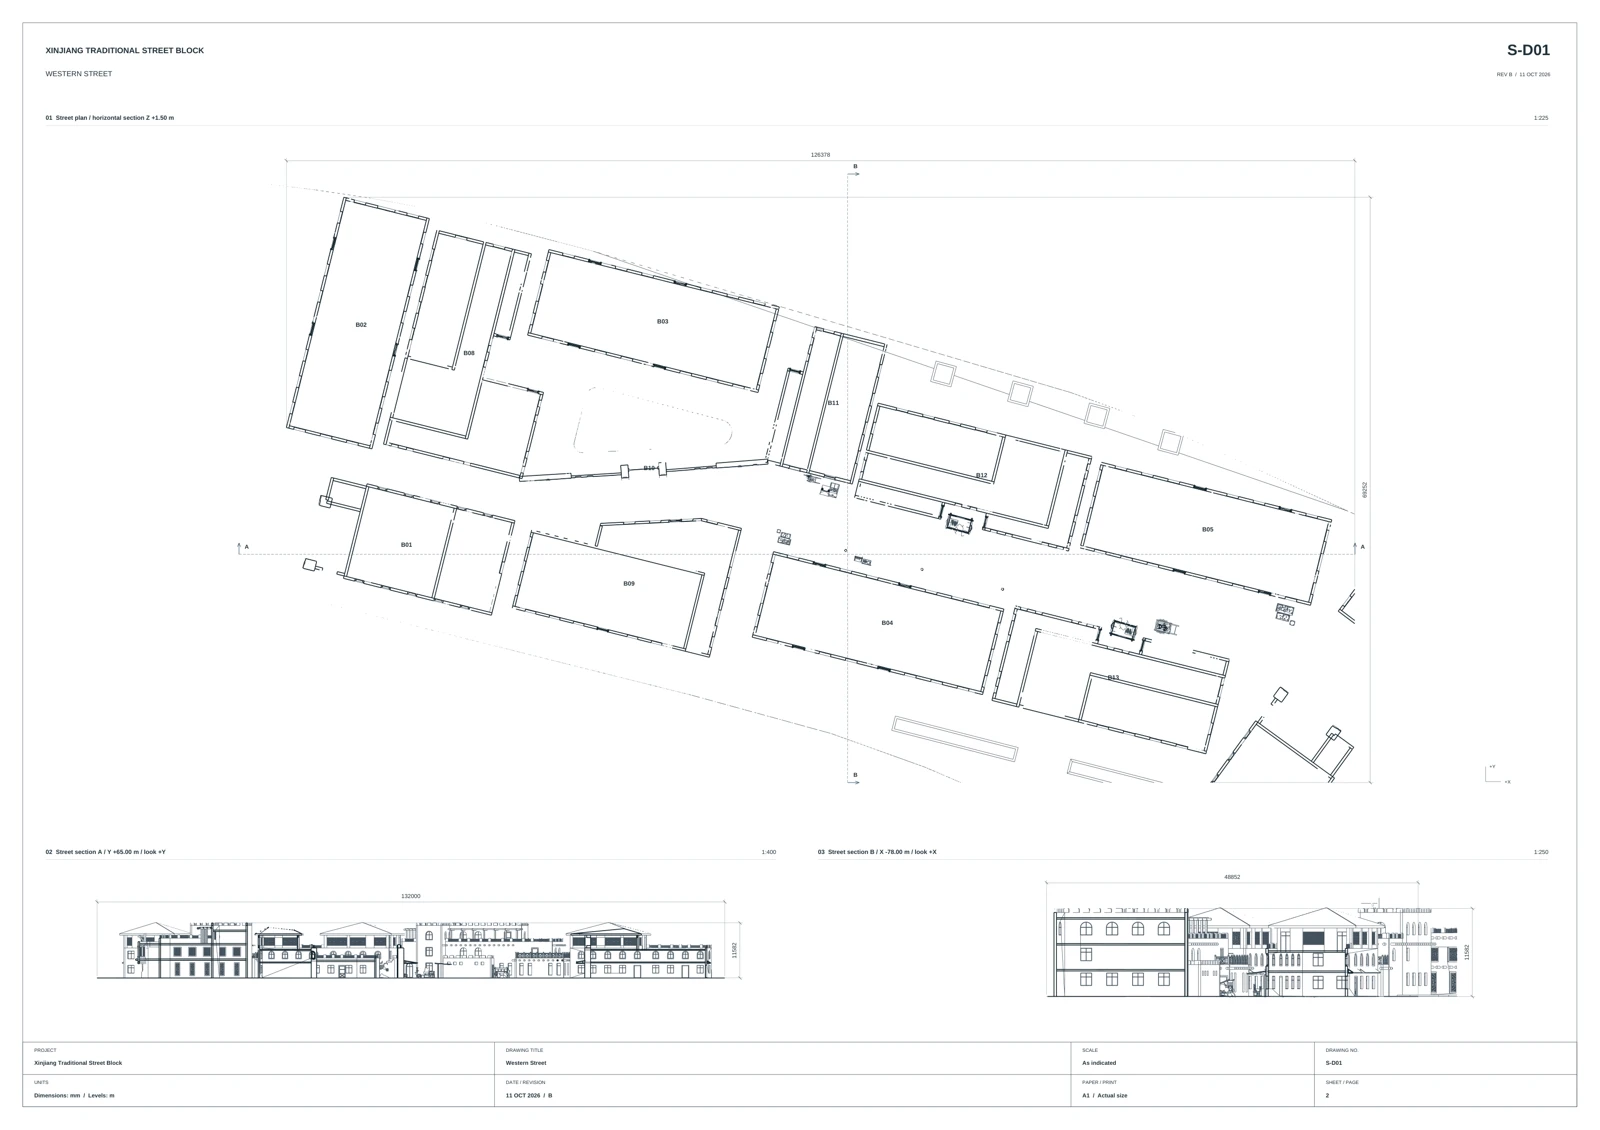 XINJIANG TRADITIONAL STREET BLOCK
S-D01
WESTERN STREET
REV B / 11 OCT 2026
01 Street plan / horizontal section Z +1.50 m
1:225
126378
B
B02
B03
B08
B11
B10
B12
69252
B05
A
B01
A
B09
B04
B13
B
+Y
+X
02 Street section A / Y +65.00 m / look +Y
1:400
03 Street section B / X -78.00 m / look +X
1:250
132000
11582
48852
11582
PROJECT
Xinjiang Traditional Street Block
DRAWING TITLE
Western Street
SCALE
As indicated
DRAWING NO.
S-D01
UNITS
Dimensions: mm / Levels: m
DATE / REVISION
11 OCT 2026 / B
PAPER / PRINT
A1 / Actual size
SHEET / PAGE
2